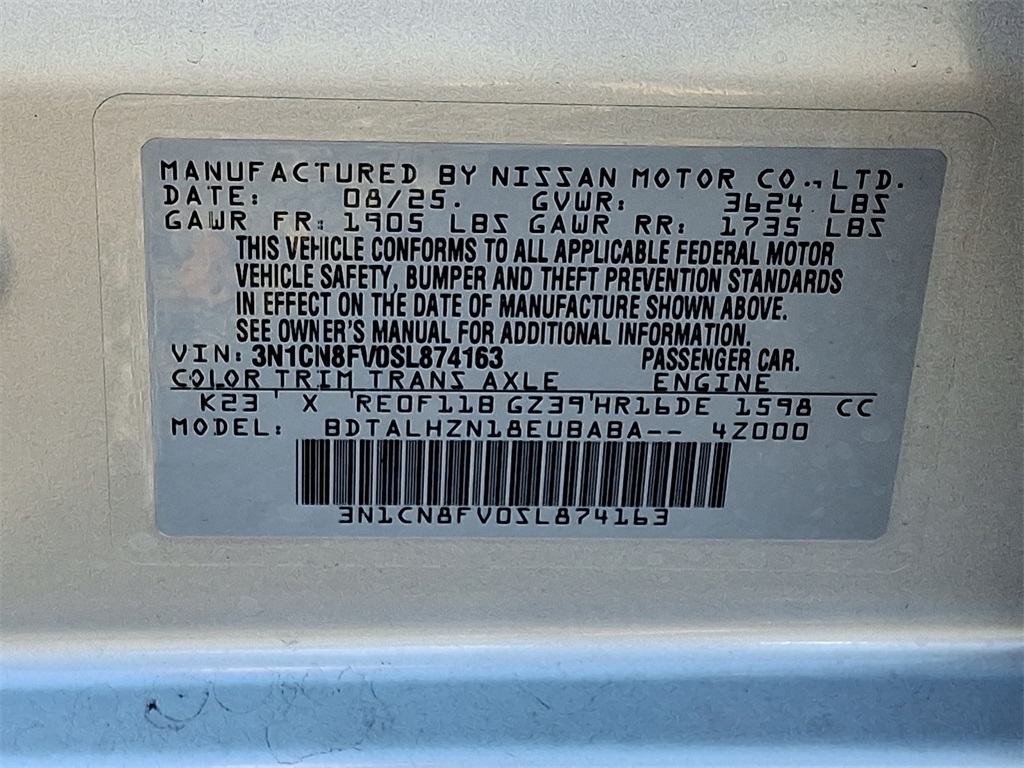 MANUFACTURED BY NISSAN MOTOR CO., LTD.
DATE: 08/25. GVWR: 3624 LBS
GAWR FR: 1905 LBS GAWR RR: 1735 LBS
THIS VEHICLE CONFORMS TO ALL APPLICABLE FEDERAL MOTOR
VEHICLE SAFETY, BUMPER AND THEFT PREVENTION STANDARDS
IN EFFECT ON THE DATE OF MANUFACTURE SHOWN ABOVE.
SEE OWNER'S MANUAL FOR ADDITIONAL INFORMATION.
VIN: 3N1CN8FV0SL874163 PASSENGER CAR.
COLOR TRIM TRANS AXLE ENGINE
K23 X RE0F11B GZ39 HR16DE 1598 CC
MODEL: BDTALHZN18EUBABA-- 4Z000
3N1CN8FV0SL874163